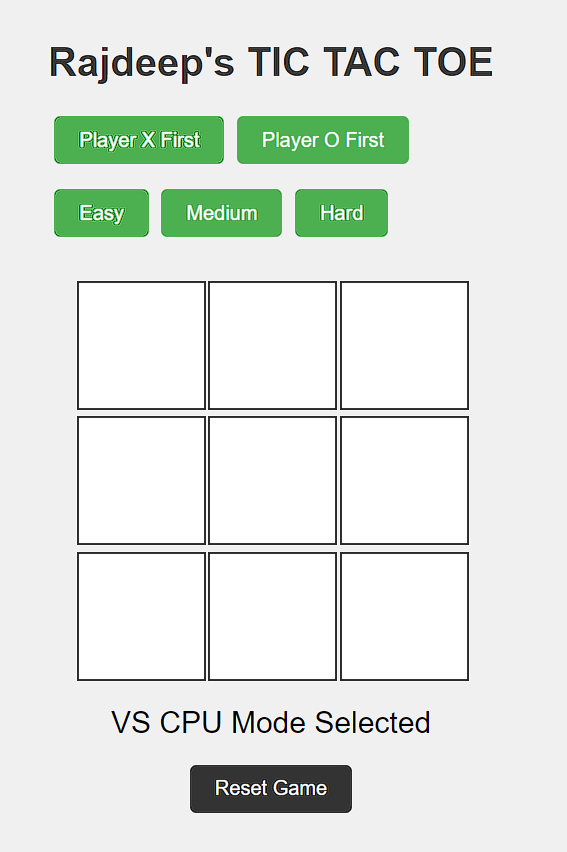 Rajdeep's TIC TAC TOE
Player X First Player O First
Easy Medium Hard
VS CPU Mode Selected
Reset Game